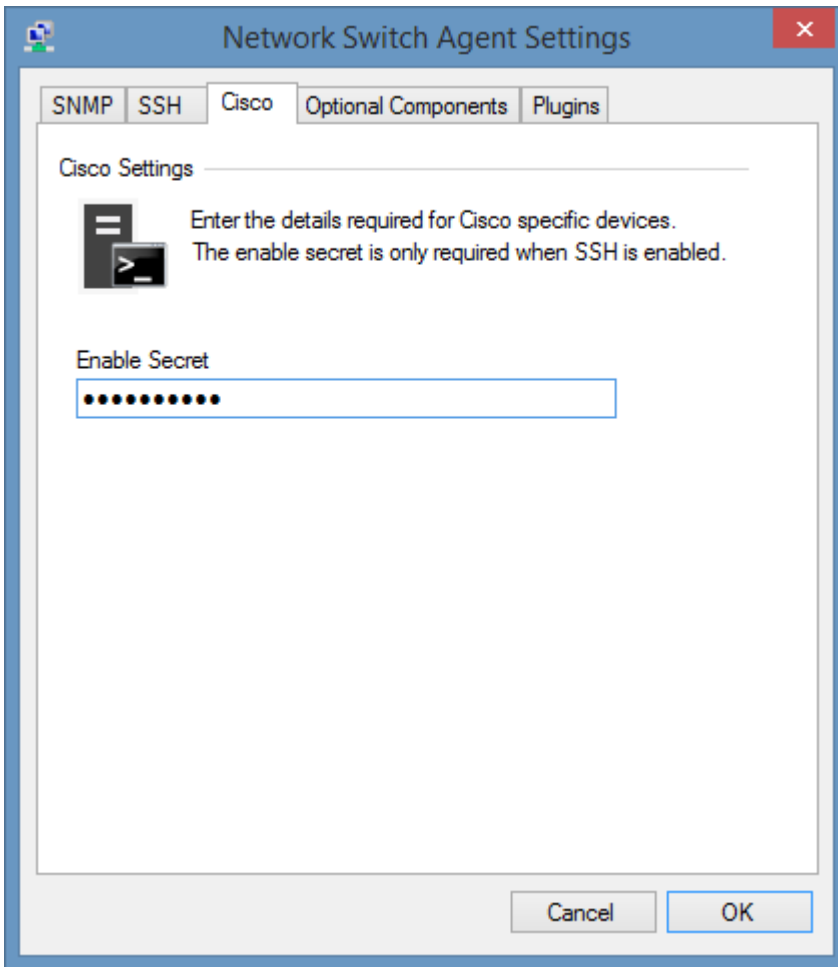 Network Switch Agent Settings
SNMP SSH Cisco Optional Components Plugins
Cisco Settings
Enter the details required for Cisco specific devices.
The enable secret is only required when SSH is enabled.
>_
Enable Secret
••••••••••
Cancel OK